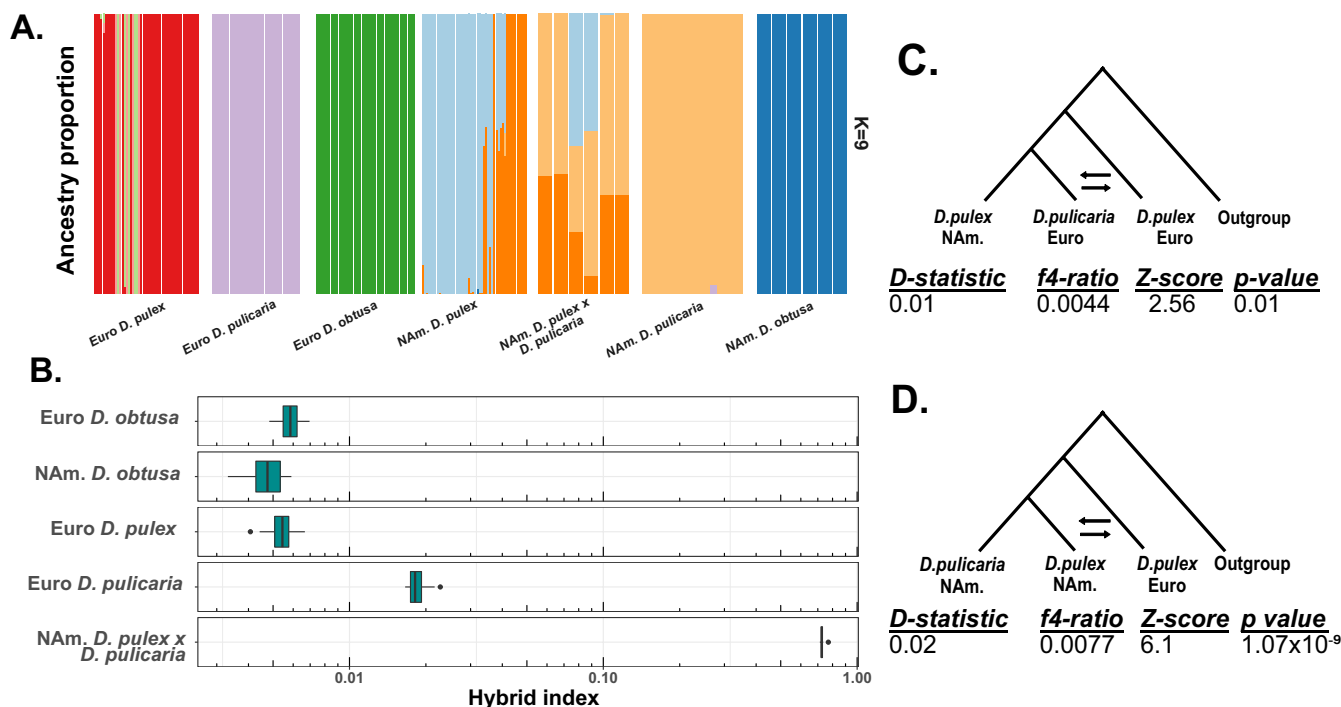 A.
Ancestry proportion
K=9
Euro D. pulex
Euro D. pulicaria
Euro D. obtusa
NAm. D. pulex
NAm. D. pulex x
D. pulicaria
NAm. D. pulicaria
NAm. D. obtusa
B.
Euro D. obtusa
NAm. D. obtusa
Euro D. pulex
Euro D. pulicaria
NAm. D. pulex x
D. pulicaria
0.01
0.10
1.00
Hybrid index
C.
D.pulex D.pulicaria D.pulex Outgroup
NAm. Euro Euro
D-statistic f4-ratio Z-score p-value
0.01 0.0044 2.56 0.01
D.
D.pulicaria D.pulex D.pulex Outgroup
NAm. NAm. Euro
D-statistic f4-ratio Z-score p value
0.02 0.0077 6.1 1.07x10⁻⁹